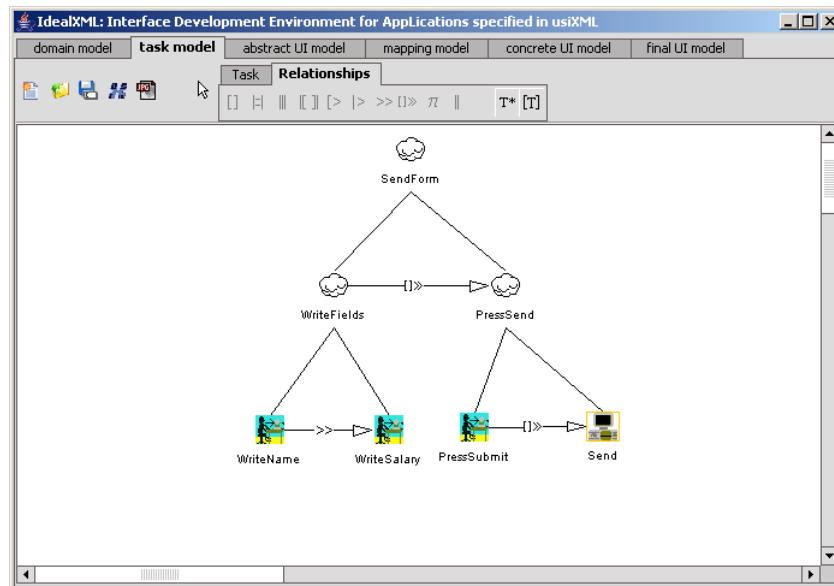 IdealXML: Interface Development Environment for AppLications specified in usiXML
domain model task model abstract UI model mapping model concrete UI model final UI model
Task Relationships
[] |=| ||| |[]| [> |> >> []» π || T* [T]
JPG
SendForm
[]»
WriteFields PressSend
>> []»
WriteName WriteSalary PressSubmit Send